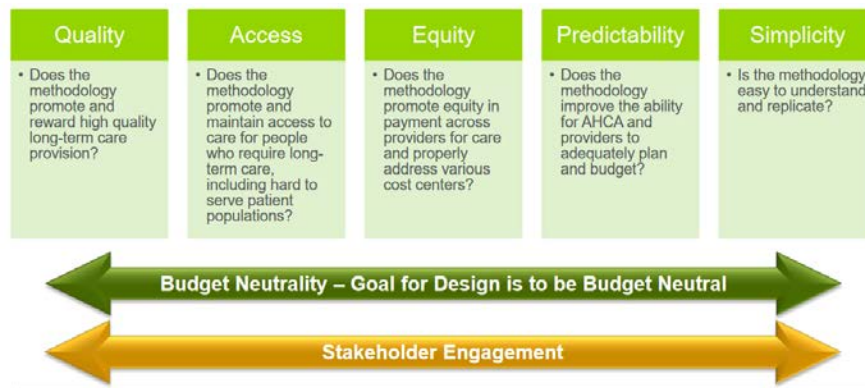 Quality
• Does the
methodology
promote and
reward high quality
long-term care
provision?
Access
• Does the
methodology
promote and
maintain access to
care for people
who require long-
term care,
including hard to
serve patient
populations?
Equity
• Does the
methodology
promote equity in
payment across
providers for care
and properly
address various
cost centers?
Predictability
• Does the
methodology
improve the ability
for AHCA and
providers to
adequately plan
and budget?
Simplicity
• Is the methodology
easy to understand
and replicate?
Budget Neutrality – Goal for Design is to be Budget Neutral
Stakeholder Engagement